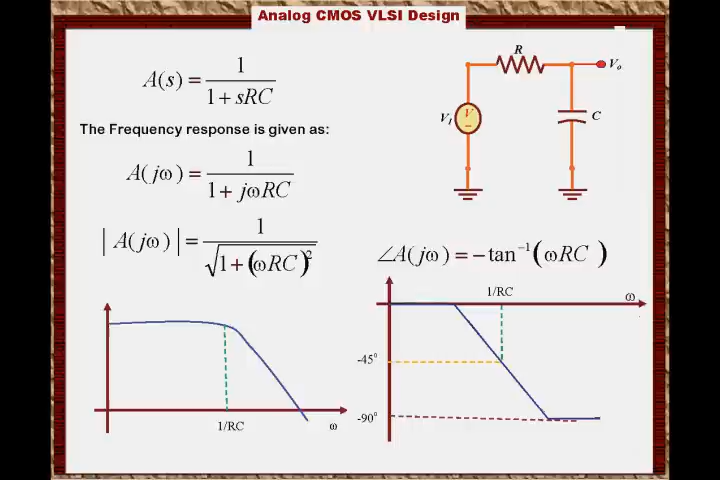 Analog CMOS VLSI Design
A(s) = 1 / (1 + sRC)
The Frequency response is given as:
A(jω) = 1 / (1 + jωRC)
| A(jω) | = 1 / √(1 + (ωRC)²)
R
Vₒ
V_I
V
C
∠A(jω) = −tan⁻¹(ωRC)
1/RC
ω
1/RC
ω
-45°
-90°